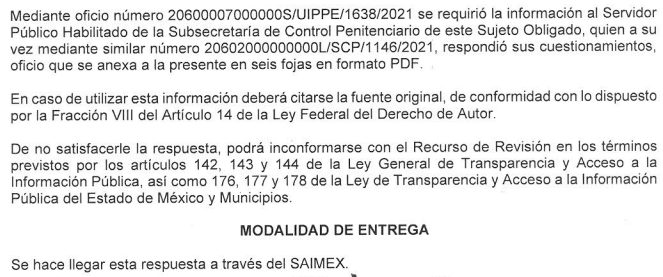 Mediante oficio número 20600007000000S/UIPPE/1638/2021 se requirió la información al Servidor
Público Habilitado de la Subsecretaría de Control Penitenciario de este Sujeto Obligado, quien a su
vez mediante similar número 20602000000000L/SCP/1146/2021, respondió sus cuestionamientos,
oficio que se anexa a la presente en seis fojas en formato PDF.
En caso de utilizar esta información deberá citarse la fuente original, de conformidad con lo dispuesto
por la Fracción VIII del Artículo 14 de la Ley Federal del Derecho de Autor.
De no satisfacerle la respuesta, podrá inconformarse con el Recurso de Revisión en los términos
previstos por los artículos 142, 143 y 144 de la Ley General de Transparencia y Acceso a la
Información Pública, así como 176, 177 y 178 de la Ley de Transparencia y Acceso a la Información
Pública del Estado de México y Municipios.
MODALIDAD DE ENTREGA
Se hace llegar esta respuesta a través del SAIMEX.